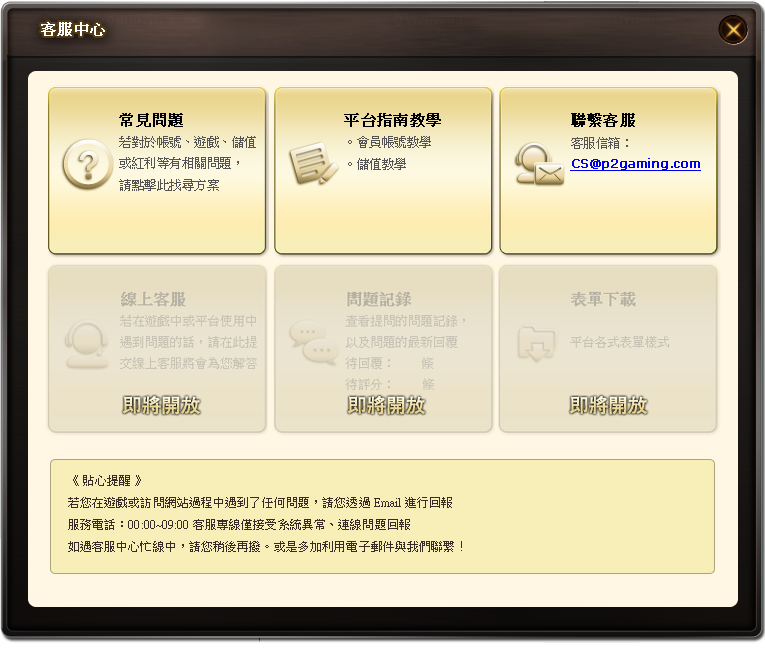 客服中心
常見問題
若對於帳號、遊戲、儲值
或紅利等有相關問題，
請點擊此找尋方案
平台指南教學
。會員帳號教學
。儲值教學
聯繫客服
客服信箱：
CS@p2gaming.com
線上客服
若在遊戲中或平台使用中
遇到問題的話，請在此提
交線上客服將會為您解答
即將開放
問題記錄
查看提問的問題記錄，
以及問題的最新回覆
待回覆： 條
待評分： 條
即將開放
表單下載
平台各式表單樣式
即將開放
《 貼心提醒 》
若您在遊戲或訪問網站過程中遇到了任何問題，請您透過 Email 進行回報
服務電話：00:00~09:00 客服專線僅接受系統異常、連線問題回報
如遇客服中心忙線中，請您稍後再撥。或是多加利用電子郵件與我們聯繫！